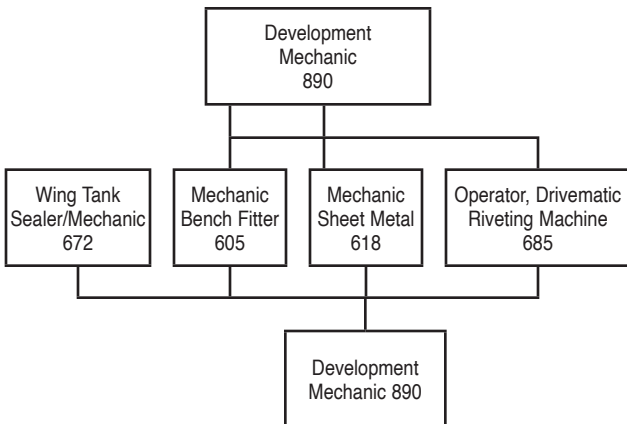 Development
Mechanic
890
Wing Tank
Sealer/Mechanic
672
Mechanic
Bench Fitter
605
Mechanic
Sheet Metal
618
Operator, Drivematic
Riveting Machine
685
Development
Mechanic 890